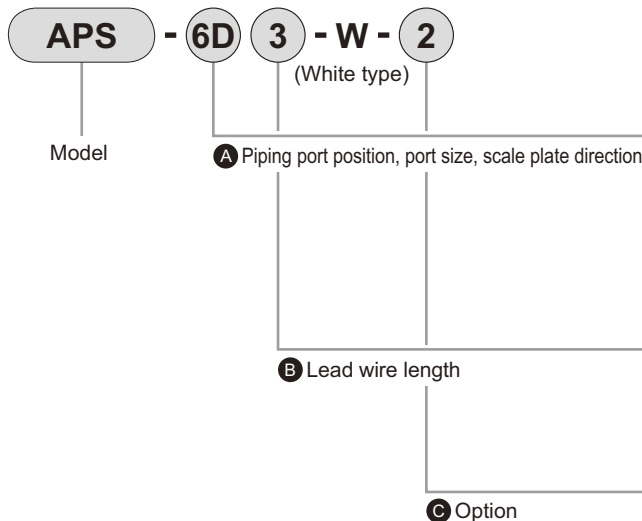 APS - 6D 3 - W - 2
(White type)
Model
A Piping port position, port size, scale plate direction
B Lead wire length
C Option